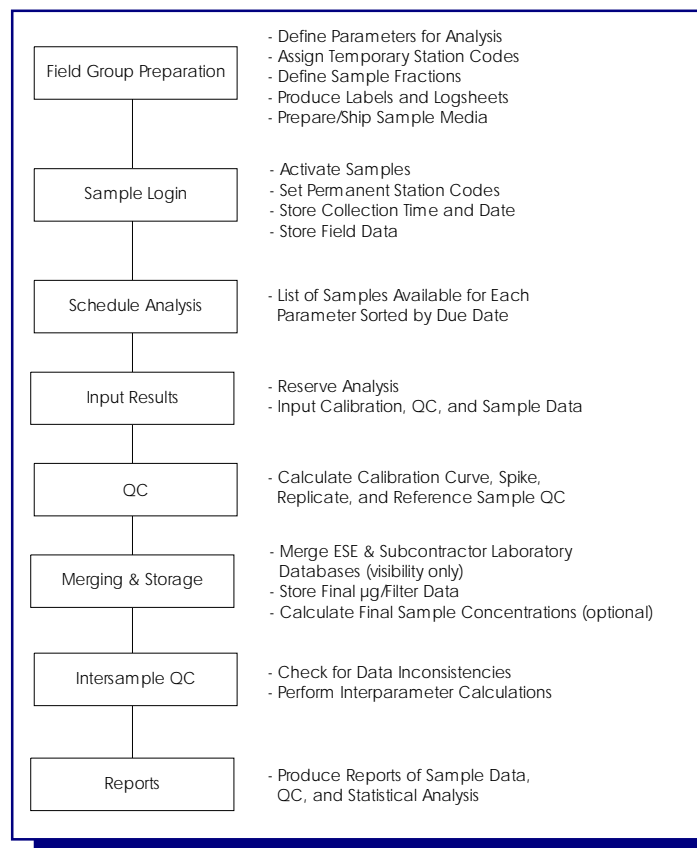 Field Group Preparation
- Define Parameters for Analysis
- Assign Temporary Station Codes
- Define Sample Fractions
- Produce Labels and Logsheets
- Prepare/Ship Sample Media
Sample Login
- Activate Samples
- Set Permanent Station Codes
- Store Collection Time and Date
- Store Field Data
Schedule Analysis
- List of Samples Available for Each
Parameter Sorted by Due Date
Input Results
- Reserve Analysis
- Input Calibration, QC, and Sample Data
QC
- Calculate Calibration Curve, Spike,
Replicate, and Reference Sample QC
Merging & Storage
- Merge ESE & Subcontractor Laboratory
Databases (visibility only)
- Store Final µg/Filter Data
- Calculate Final Sample Concentrations (optional)
Intersample QC
- Check for Data Inconsistencies
- Perform Interparameter Calculations
Reports
- Produce Reports of Sample Data,
QC, and Statistical Analysis